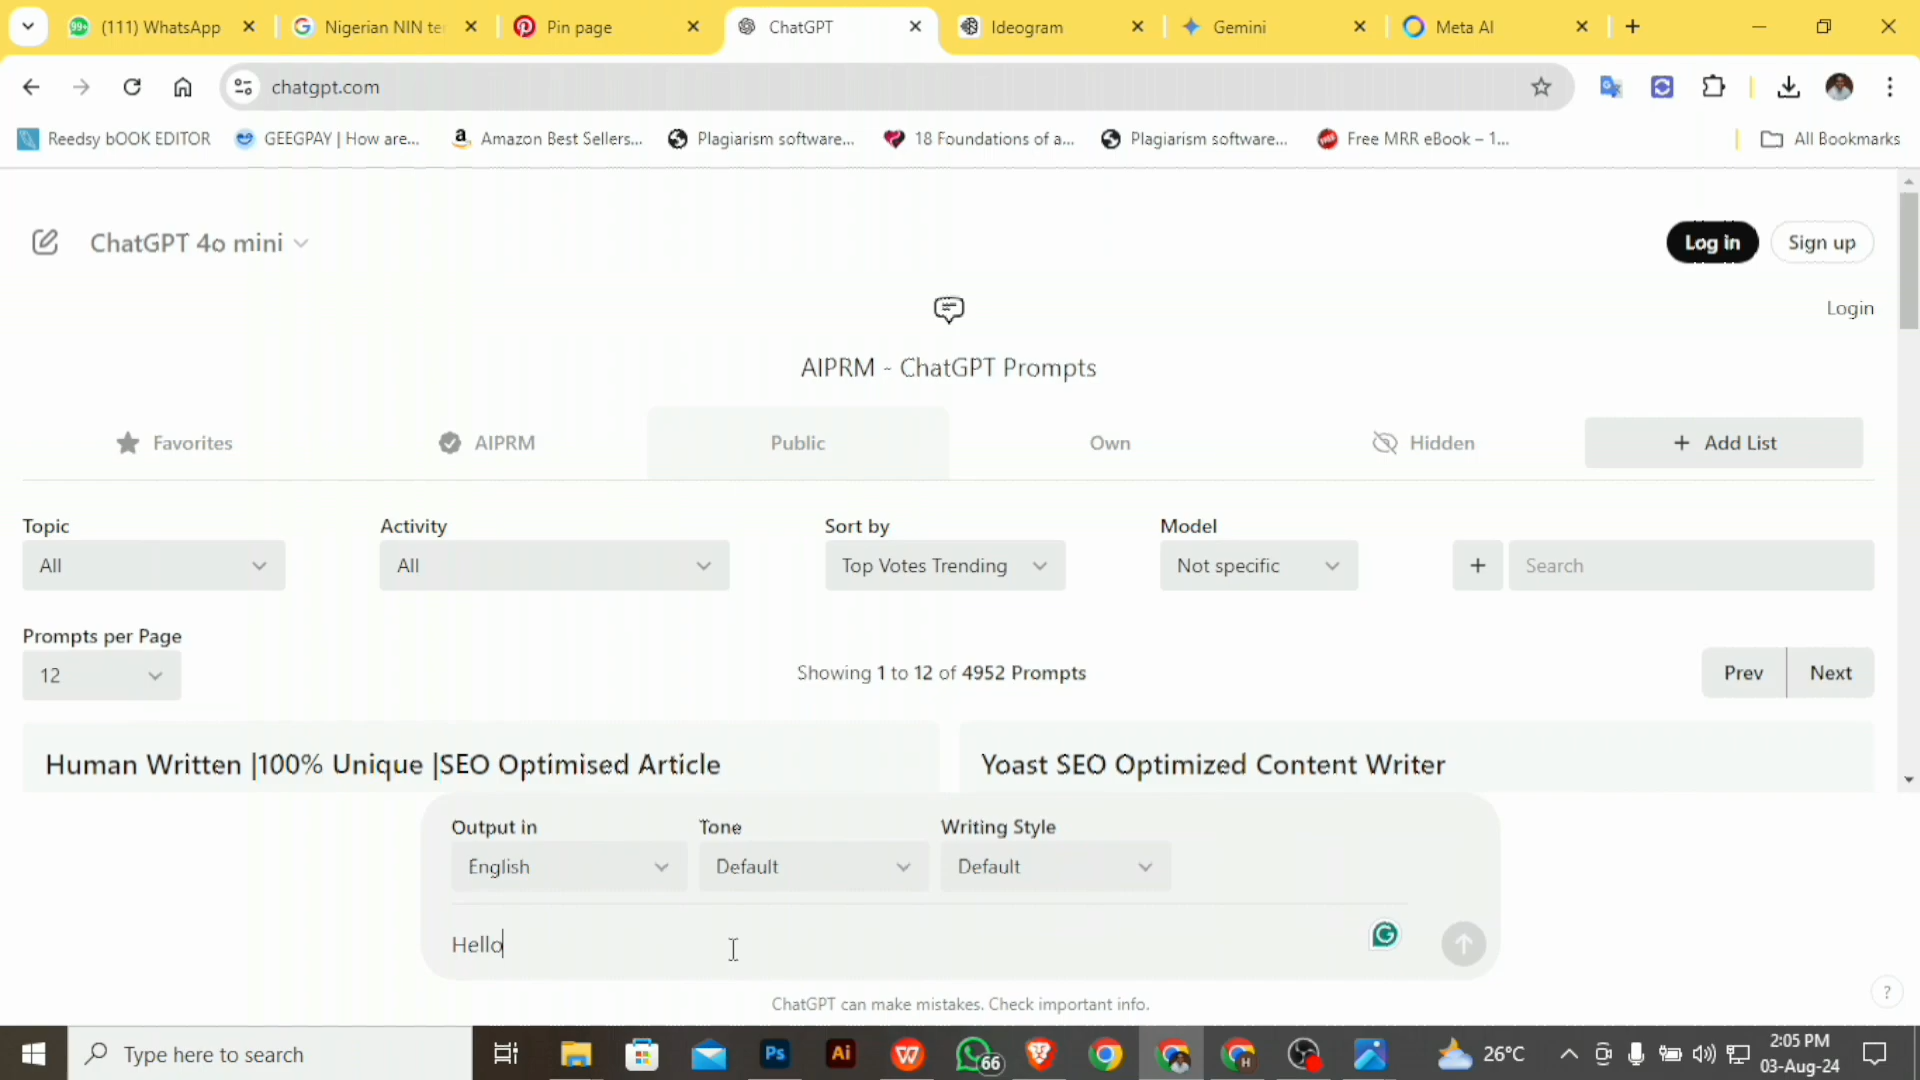 (111) WhatsApp
Nigerian NIN te
Pin page
ChatGPT
Ideogram
Gemini
Meta AI
chatgpt.com
Reedsy bOOK EDITOR
GEEGPAY | How are...
Amazon Best Sellers...
Plagiarism software...
18 Foundations of a...
Plagiarism software...
Free MRR eBook – 1...
All Bookmarks
ChatGPT 4o mini
Log in
Sign up
Login
AIPRM - ChatGPT Prompts
Favorites
AIPRM
Public
Own
Hidden
+ Add List
Topic
Activity
Sort by
Model
All
All
Top Votes Trending
Not specific
+
Search
Prompts per Page
12
Showing 1 to 12 of 4952 Prompts
Prev
Next
Human Written |100% Unique |SEO Optimised Article
Yoast SEO Optimized Content Writer
Output in
Tone
Writing Style
English
Default
Default
Hello
ChatGPT can make mistakes. Check important info.
?
Type here to search
Ps
Ai
66
26°C
2:05 PM
03-Aug-24